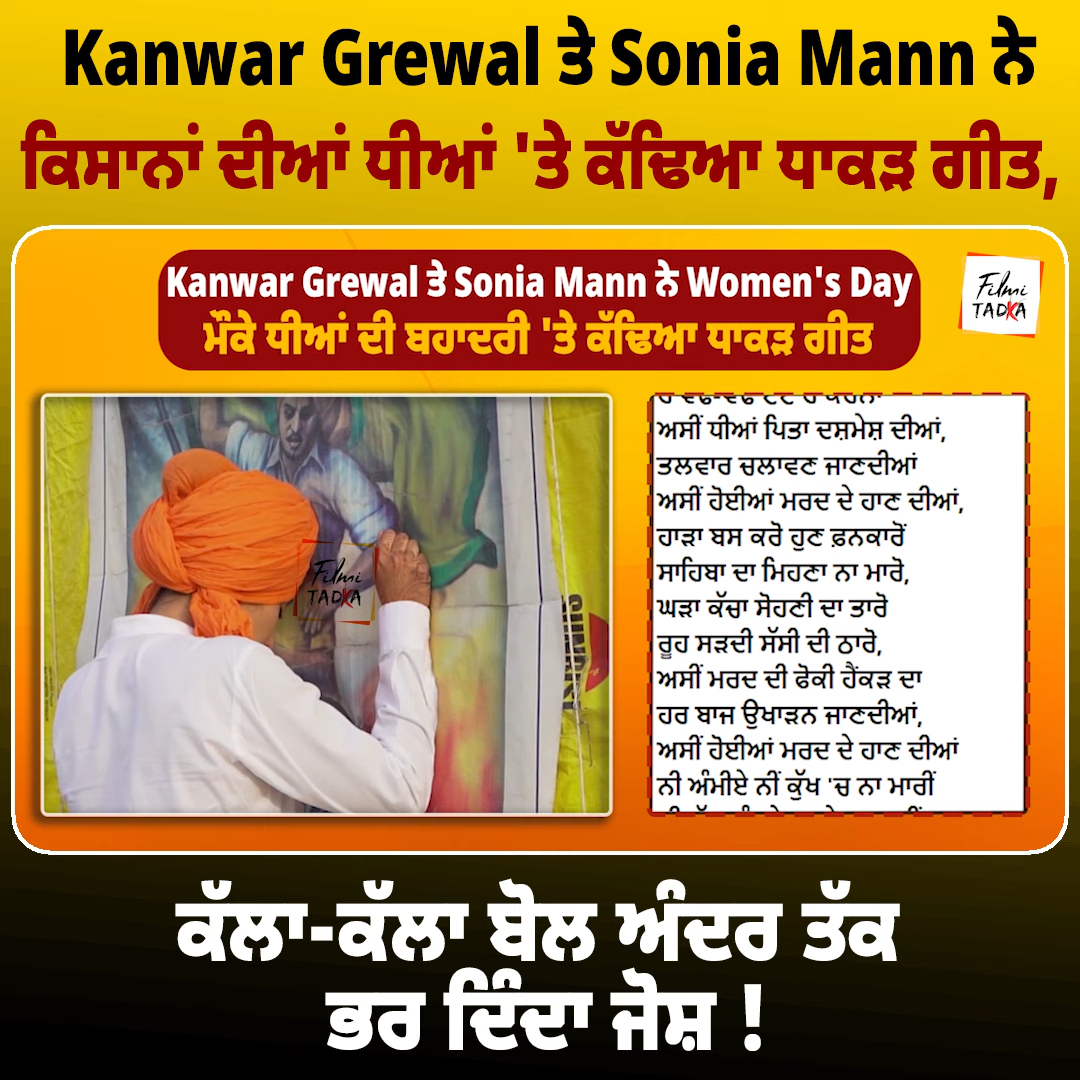 Kanwar Grewal ਤੇ Sonia Mann ਨੇ
ਕਿਸਾਨਾਂ ਦੀਆਂ ਧੀਆਂ 'ਤੇ ਕੱਢਿਆ ਧਾਕੜ ਗੀਤ,
Kanwar Grewal ਤੇ Sonia Mann ਨੇ Women's Day
ਮੌਕੇ ਧੀਆਂ ਦੀ ਬਹਾਦਰੀ 'ਤੇ ਕੱਢਿਆ ਧਾਕੜ ਗੀਤ
Filmi
TADKA
Filmi
TADKA
ਅਸੀਂ ਧੀਆਂ ਪਿਤਾ ਦਸ਼ਮੇਸ਼ ਦੀਆਂ,
ਤਲਵਾਰ ਚਲਾਵਣ ਜਾਣਦੀਆਂ
ਅਸੀਂ ਹੋਈਆਂ ਮਰਦ ਦੇ ਹਾਣ ਦੀਆਂ,
ਹਾੜਾ ਬਸ ਕਰੋ ਹੁਣ ਫ਼ਨਕਾਰੋਂ
ਸਾਹਿਬਾ ਦਾ ਮਿਹਣਾ ਨਾ ਮਾਰੋ,
ਘੜਾ ਕੱਚਾ ਸੋਹਣੀ ਦਾ ਤਾਰੋ
ਰੂਹ ਸੜਦੀ ਸੱਸੀ ਦੀ ਠਾਰੋ,
ਅਸੀਂ ਮਰਦ ਦੀ ਫੋਕੀ ਹੈਂਕੜ ਦਾ
ਹਰ ਬਾਜ ਉਖਾੜਨ ਜਾਣਦੀਆਂ,
ਅਸੀਂ ਹੋਈਆਂ ਮਰਦ ਦੇ ਹਾਣ ਦੀਆਂ
ਨੀ ਅੰਮੀਏ ਨੀਂ ਕੁੱਖ 'ਚ ਨਾ ਮਾਰੀਂ
ਕੱਲਾ-ਕੱਲਾ ਬੋਲ ਅੰਦਰ ਤੱਕ
ਭਰ ਦਿੰਦਾ ਜੋਸ਼ !